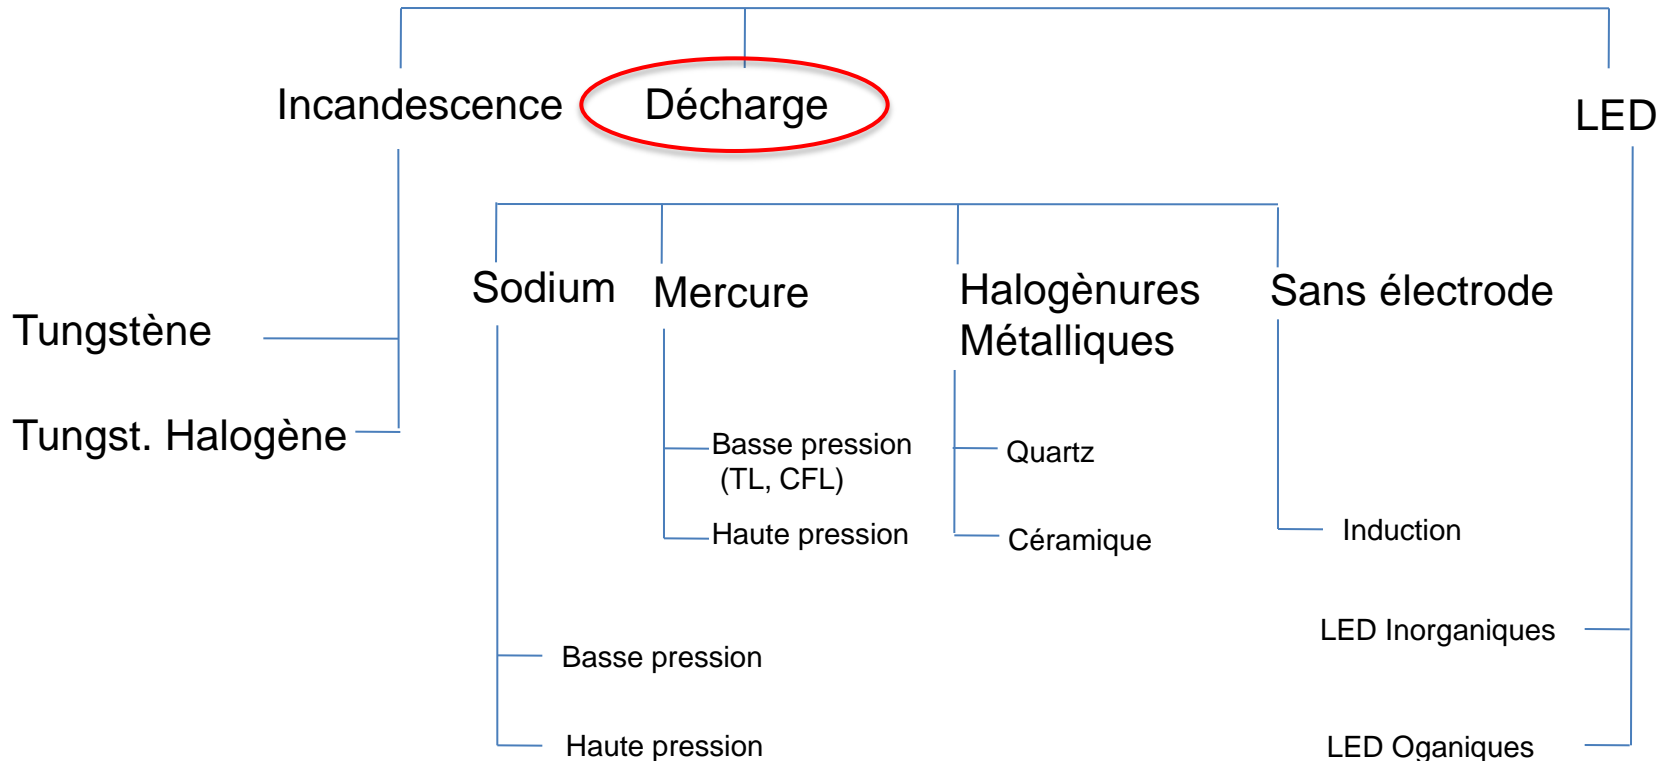 Incandescence
Décharge
LED
Sodium
Mercure
Halogènures
Métalliques
Sans électrode
Tungstène
Tungst. Halogène
Basse pression
(TL, CFL)
Haute pression
Quartz
Céramique
Induction
LED Inorganiques
Basse pression
Haute pression
LED Oganiques